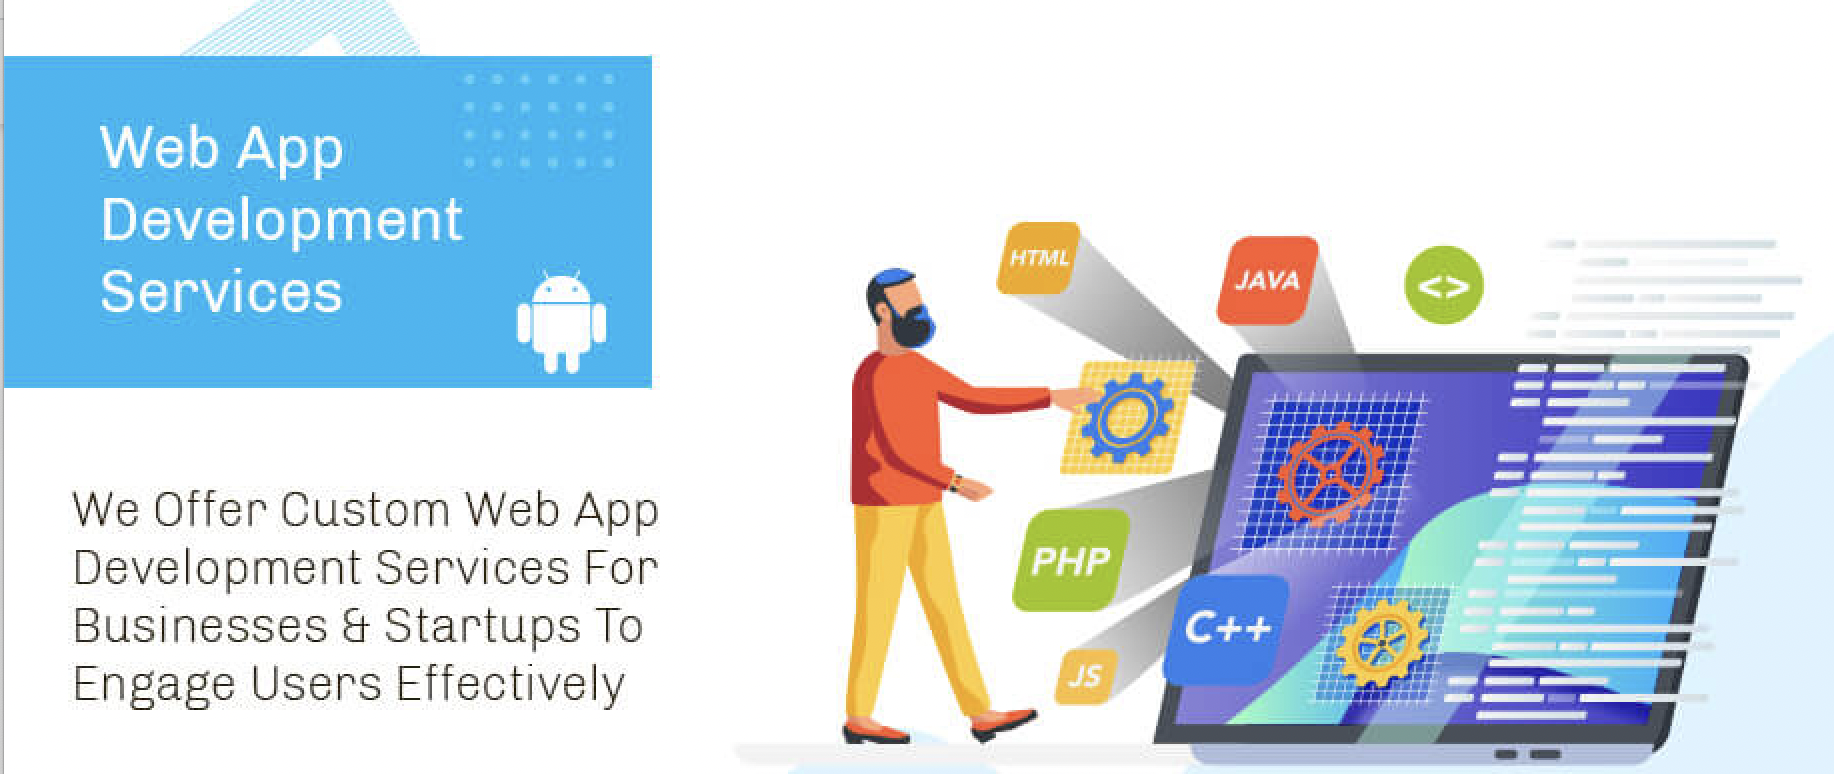 Web App
Development
Services
We Offer Custom Web App
Development Services For
Businesses & Startups To
Engage Users Effectively
HTML
JAVA
<>
PHP
C++
JS